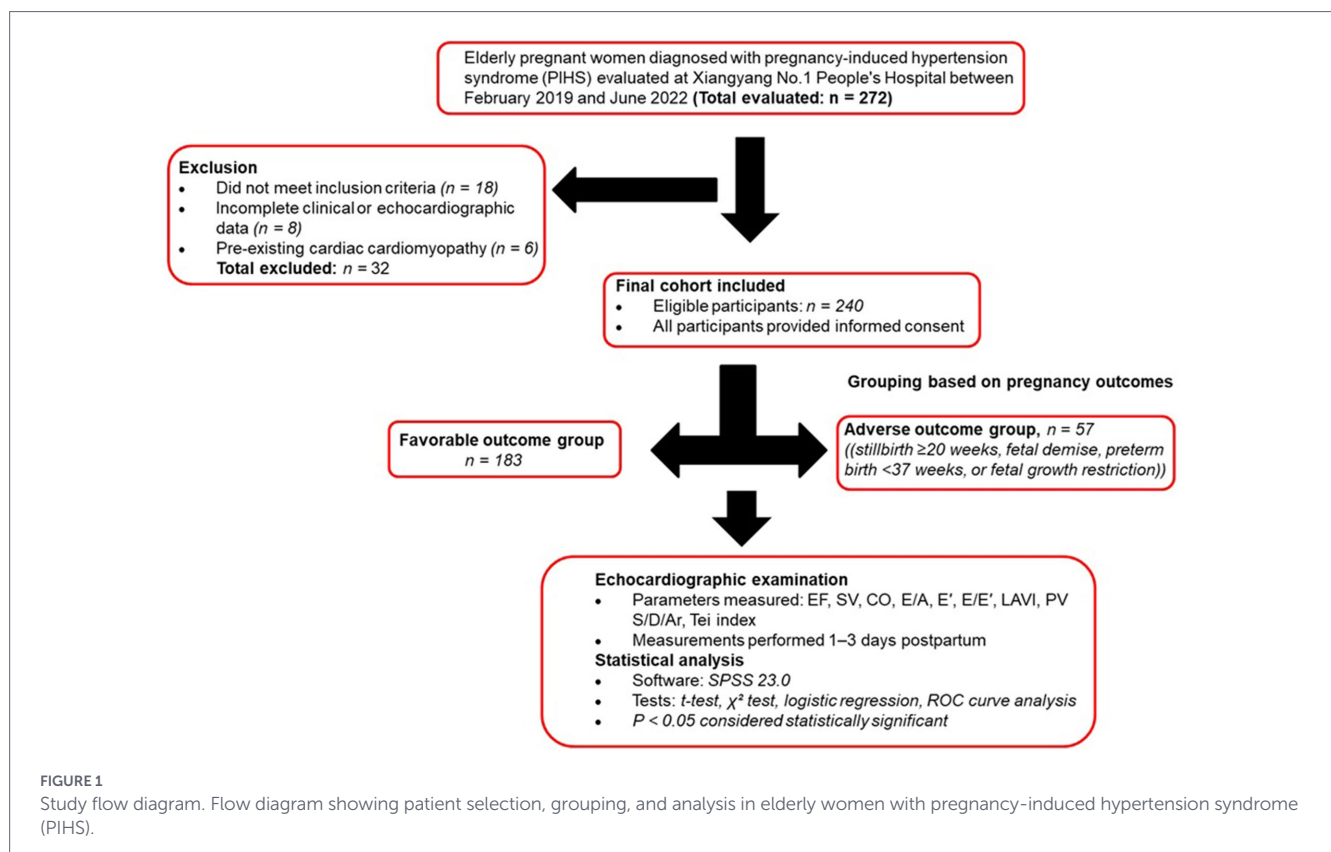 Elderly pregnant women diagnosed with pregnancy-induced hypertension
syndrome (PIHS) evaluated at Xiangyang No.1 People's Hospital between
February 2019 and June 2022 (Total evaluated: n = 272)
Exclusion
• Did not meet inclusion criteria (n = 18)
• Incomplete clinical or echocardiographic
data (n = 8)
• Pre-existing cardiac cardiomyopathy (n = 6)
Total excluded: n = 32
Final cohort included
• Eligible participants: n = 240
• All participants provided informed consent
Grouping based on pregnancy outcomes
Favorable outcome group
n = 183
Adverse outcome group, n = 57
((stillbirth ≥20 weeks, fetal demise, preterm
birth <37 weeks, or fetal growth restriction))
Echocardiographic examination
• Parameters measured: EF, SV, CO, E/A, E′, E/E′, LAVI, PV
S/D/Ar, Tei index
• Measurements performed 1–3 days postpartum
Statistical analysis
• Software: SPSS 23.0
• Tests: t-test, χ² test, logistic regression, ROC curve analysis
• P < 0.05 considered statistically significant
FIGURE 1
Study flow diagram. Flow diagram showing patient selection, grouping, and analysis in elderly women with pregnancy-induced hypertension syndrome
(PIHS).